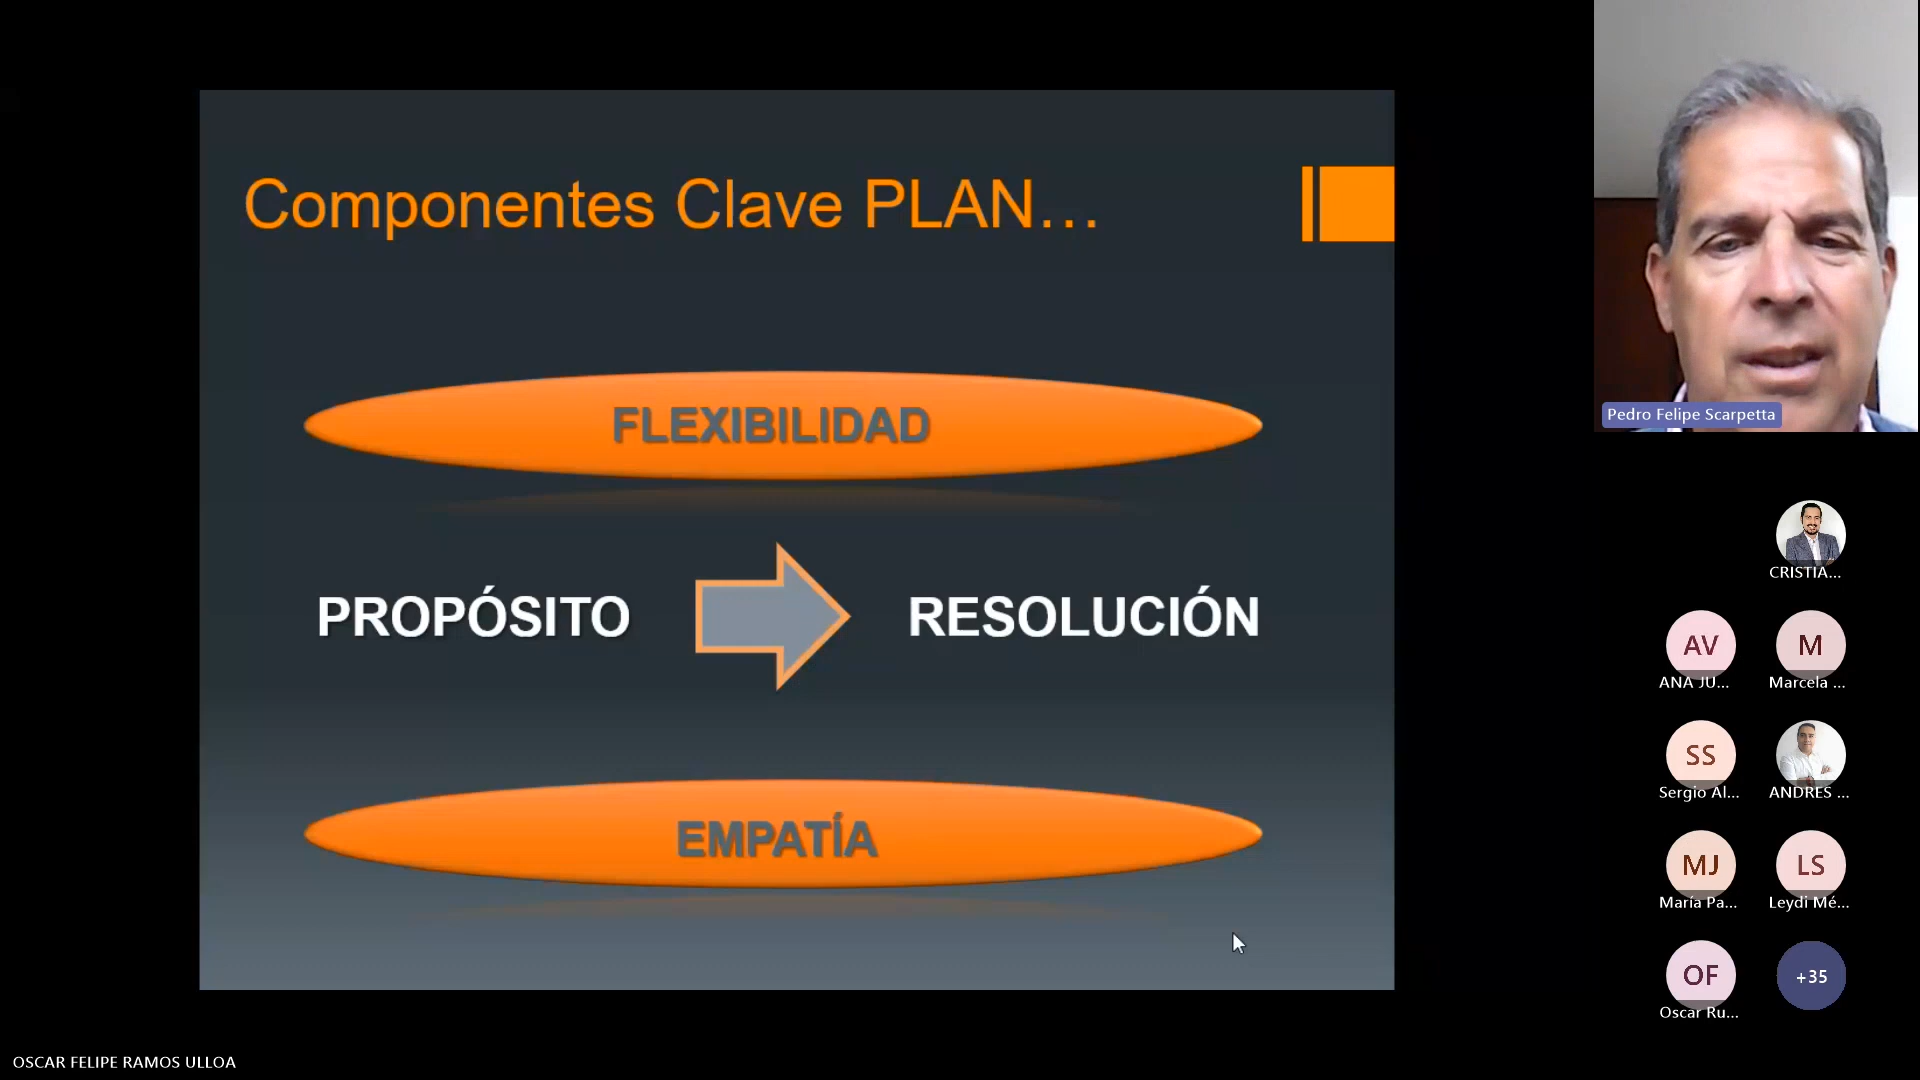 Componentes Clave PLAN...
FLEXIBILIDAD
PROPÓSITO
RESOLUCIÓN
EMPATÍA
Pedro Felipe Scarpetta
CRISTIA...
AV
ANA JU...
M
Marcela ...
SS
Sergio Al...
ANDRES ...
MJ
María Pa...
LS
Leydi Mé...
OF
Oscar Ru...
+35
OSCAR FELIPE RAMOS ULLOA